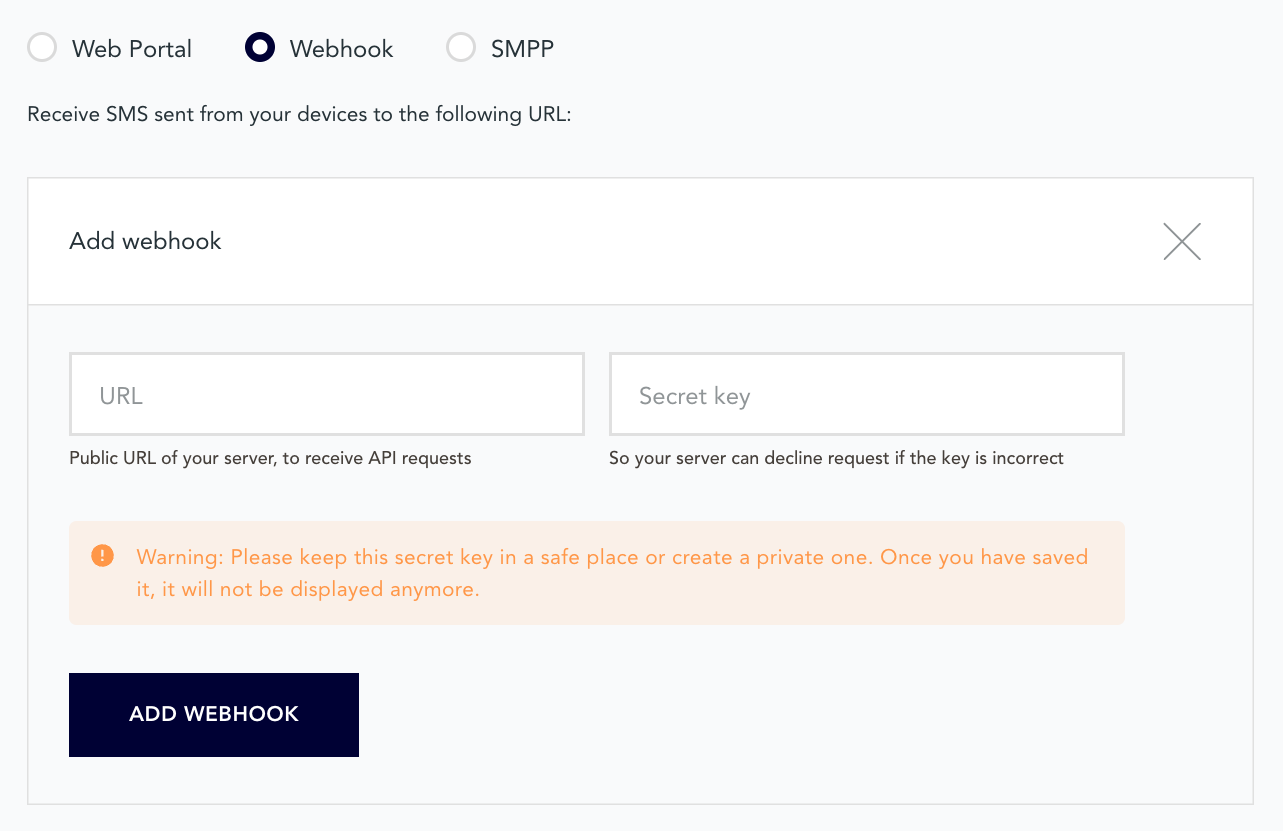 Web Portal
Webhook
SMPP
Receive SMS sent from your devices to the following URL:
Add webhook
URL
Secret key
Public URL of your server, to receive API requests
So your server can decline request if the key is incorrect
Warning: Please keep this secret key in a safe place or create a private one. Once you have saved
it, it will not be displayed anymore.
ADD WEBHOOK